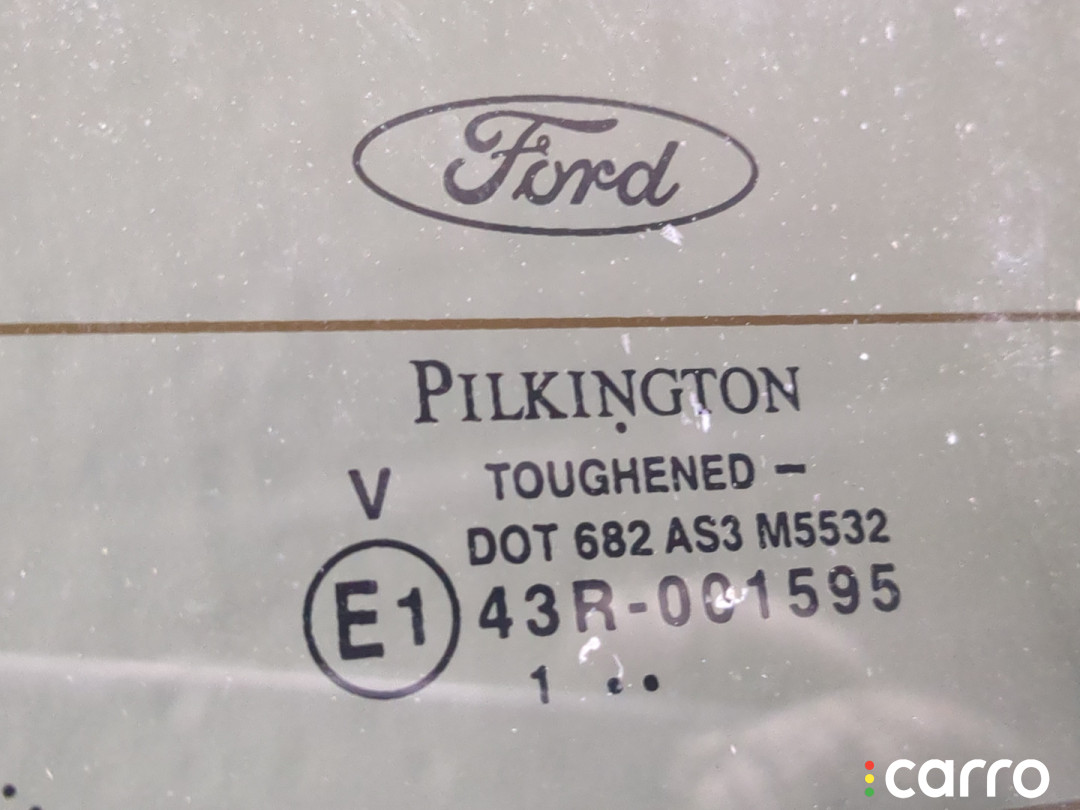 Ford
PILKINGTON
V TOUGHENED –
DOT 682 AS3 M5532
E1 43R-001595
1 ..
carro